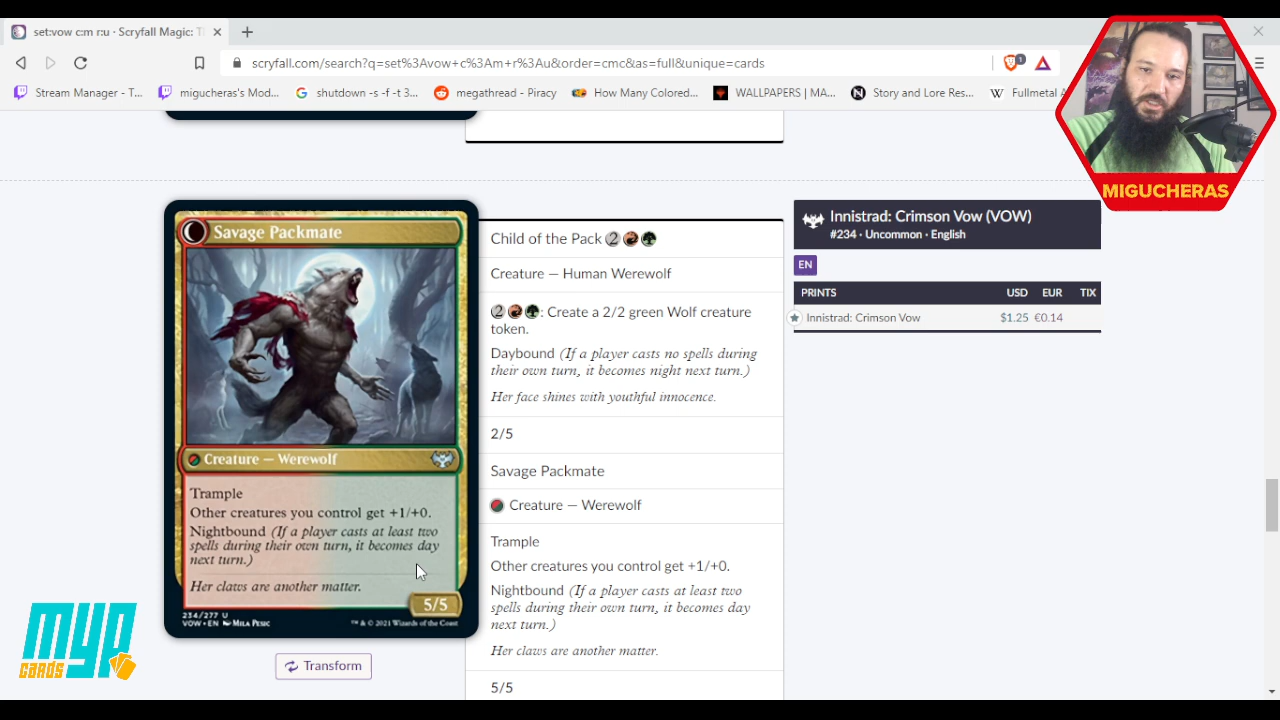 set:vow c:m r:u · Scryfall Magic: T
scryfall.com/search?q=set%3Avow+c%3Am+r%3Au&order=cmc&as=full&unique=cards
1
Stream Manager - T...
migucheras's Mod...
shutdown -s -f -t 3...
megathread - Piracy
How Many Colored...
WALLPAPERS | MA...
Story and Lore Res...
Fullmetal A
MIGUCHERAS
Savage Packmate
Creature — Werewolf
Trample
Other creatures you control get +1/+0.
Nightbound (If a player casts at least two
spells during their own turn, it becomes day
next turn.)
Her claws are another matter.
5/5
234/277 U
VOW • EN MILA PESIC
™ & © 2021 Wizards of the Coast
Transform
Child of the Pack 2
Creature — Human Werewolf
2 : Create a 2/2 green Wolf creature
token.
Daybound (If a player casts no spells during
their own turn, it becomes night next turn.)
Her face shines with youthful innocence.
2/5
Savage Packmate
Creature — Werewolf
Trample
Other creatures you control get +1/+0.
Nightbound (If a player casts at least two
spells during their own turn, it becomes day
next turn.)
Her claws are another matter.
5/5
Innistrad: Crimson Vow (VOW)
#234 · Uncommon · English
EN
PRINTS USD EUR TIX
Innistrad: Crimson Vow $1.25 €0.14
myp
cards